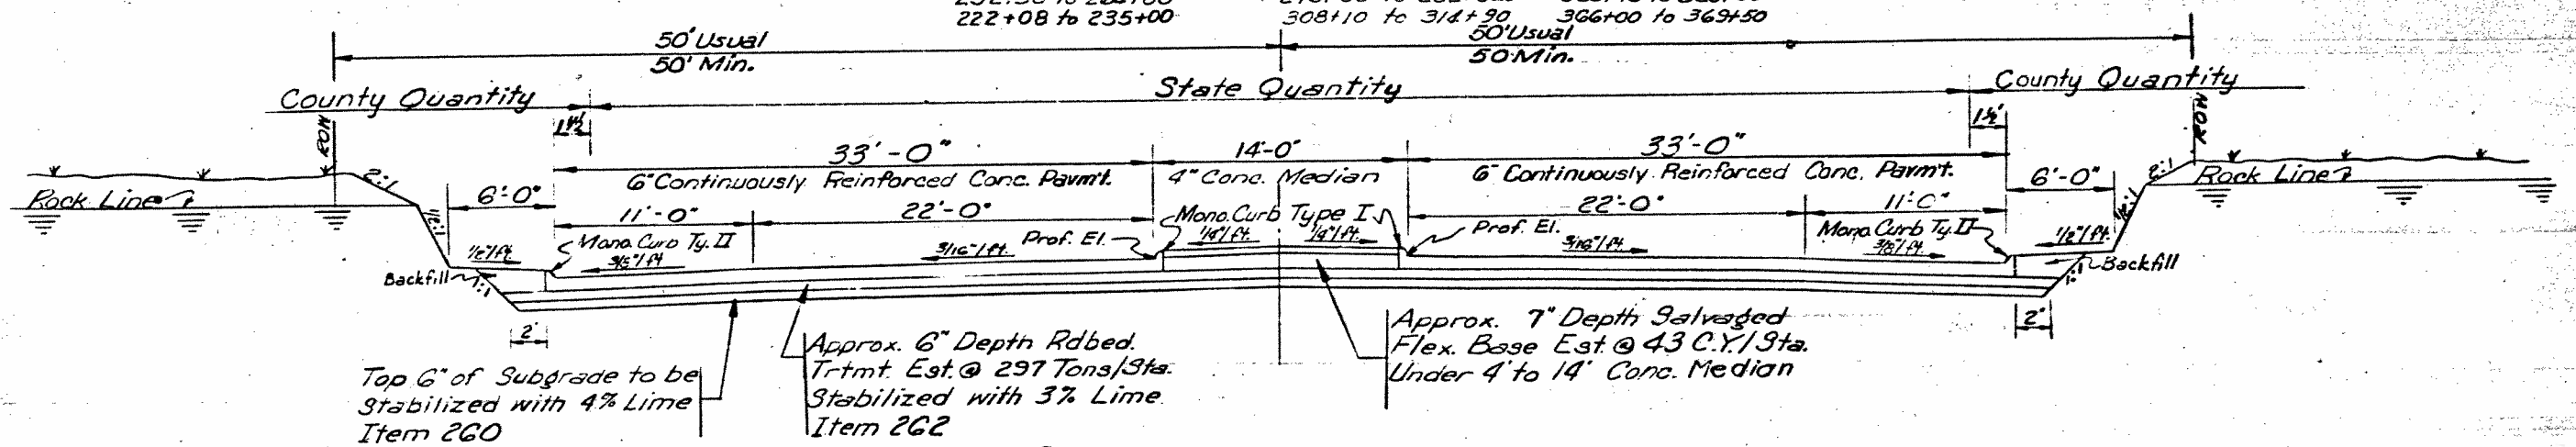 222+08 to 235+00 308+10 to 314+90 366+00 to 369+50
50' Usual 50' Usual
50' Min. 50 Min.
County Quantity State Quantity County Quantity
ROW 1½' 1½' ROW
33'-0" 14'-0" 33'-0"
6" Continuously Reinforced Conc. Pavm't. 4" Conc. Median 6" Continuously Reinforced Conc. Pavm't.
2:1 2:1
Rock Line Rock Line
6'-0" 6'-0"
11'-0" 22'-0" 22'-0" 11'-0"
Mono. Curb Type I
Mono. Curb Ty. II Prof. El. 1/4"/ft. 1/4"/ft. Prof. El. Mono. Curb Ty. II
1/2"/ft. 3/16"/ft. 3/16"/ft. 1/2"/ft.
Backfill 1:1 1:1 Backfill
2' 2'
Top 6" of Subgrade to be
Stabilized with 4% Lime
Item 260
Approx. 6" Depth Rdbed.
Trtmt. Est. @ 297 Tons/Sta.
Stabilized with 3% Lime
Item 262
Approx. 7" Depth Salvaged
Flex. Base Est. @ 43 C.Y./Sta.
Under 4' to 14' Conc. Median